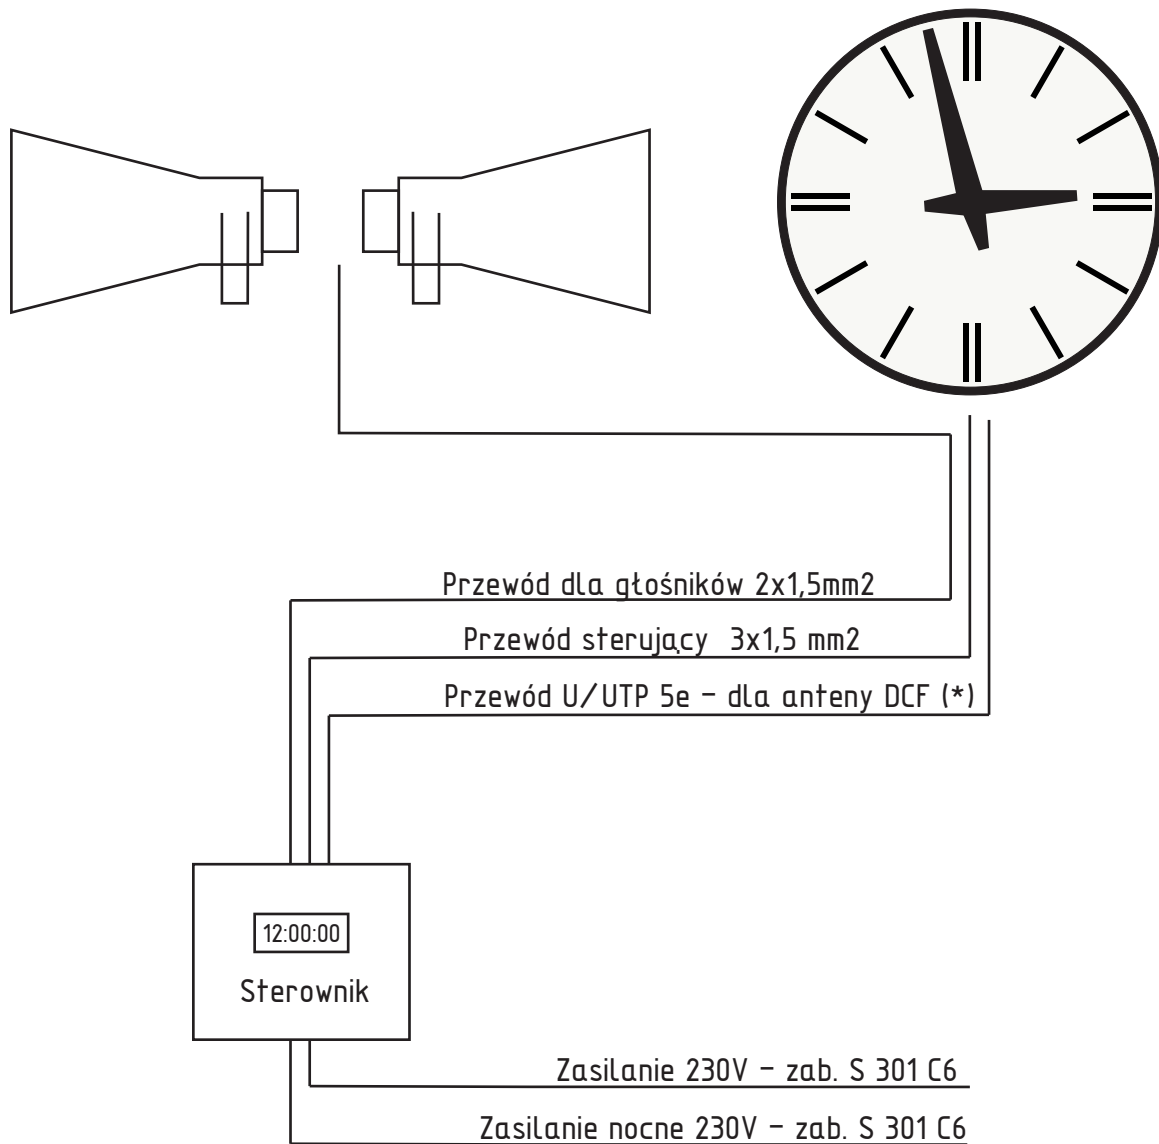 Przewód dla głośników 2x1,5mm2
Przewód sterujący 3x1,5 mm2
Przewód U/UTP 5e – dla anteny DCF (*)
12:00:00
Sterownik
Zasilanie 230V – zab. S 301 C6
Zasilanie nocne 230V – zab. S 301 C6